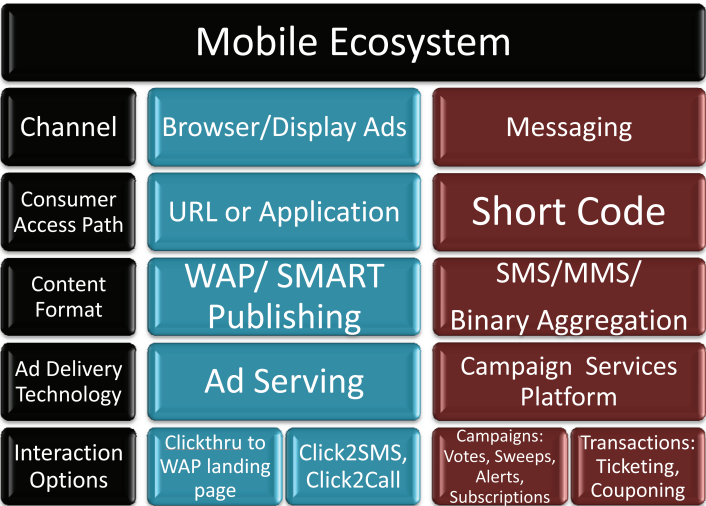 Mobile Ecosystem
Channel
Browser/Display Ads
Messaging
Consumer
Access Path
URL or Application
Short Code
Content
Format
WAP/ SMART
Publishing
SMS/MMS/
Binary Aggregation
Ad Delivery
Technology
Ad Serving
Campaign Services
Platform
Interaction
Options
Clickthru to
WAP landing
page
Click2SMS,
Click2Call
Campaigns:
Votes, Sweeps,
Alerts,
Subscriptions
Transactions:
Ticketing,
Couponing